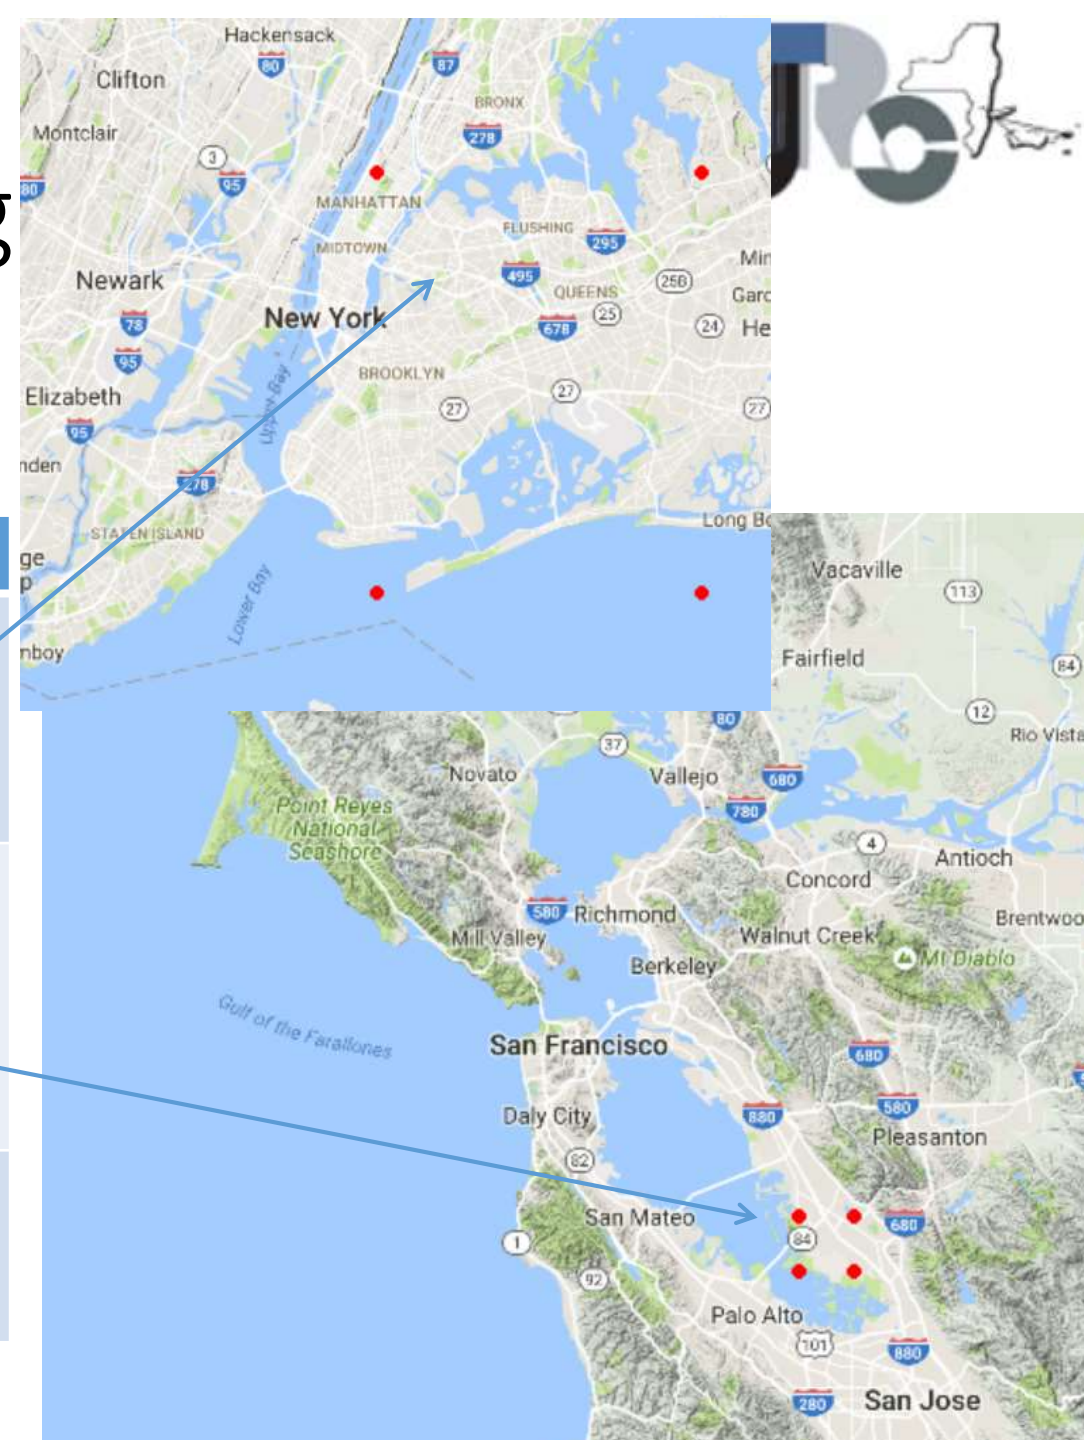 Hackensack
80
87
Clifton
BRONX
278
Montclair
3
95
80
MANHATTAN
FLUSHING
295
MIDTOWN
495
Newark
25B
QUEENS
25
78
New York
678
24
He
95
BROOKLYN
27
Elizabeth
27
27
95
Upper Bay
278
STATEN ISLAND
Long
Lower Bay
RC
Vacaville
113
Fairfield
84
12
Rio Vista
80
37
Novato
Vallejo
680
780
Point Reyes
National
Seashore
4
Antioch
Concord
580
Richmond
Brentwoo
Mill Valley
Walnut Creek
Berkeley
Mt Diablo
Gulf of the Farallones
San Francisco
680
Daly City
880
580
Pleasanton
82
San Mateo
680
1
84
92
Palo Alto
101
880
280
San Jose